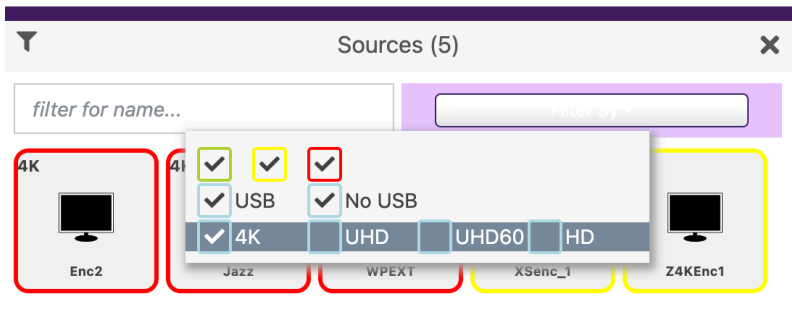 Sources (5)
filter for name...
Filter By
4K
USB
No USB
4K
UHD
UHD60
HD
Enc2
Jazz
WPEXT
XSenc_1
Z4KEnc1